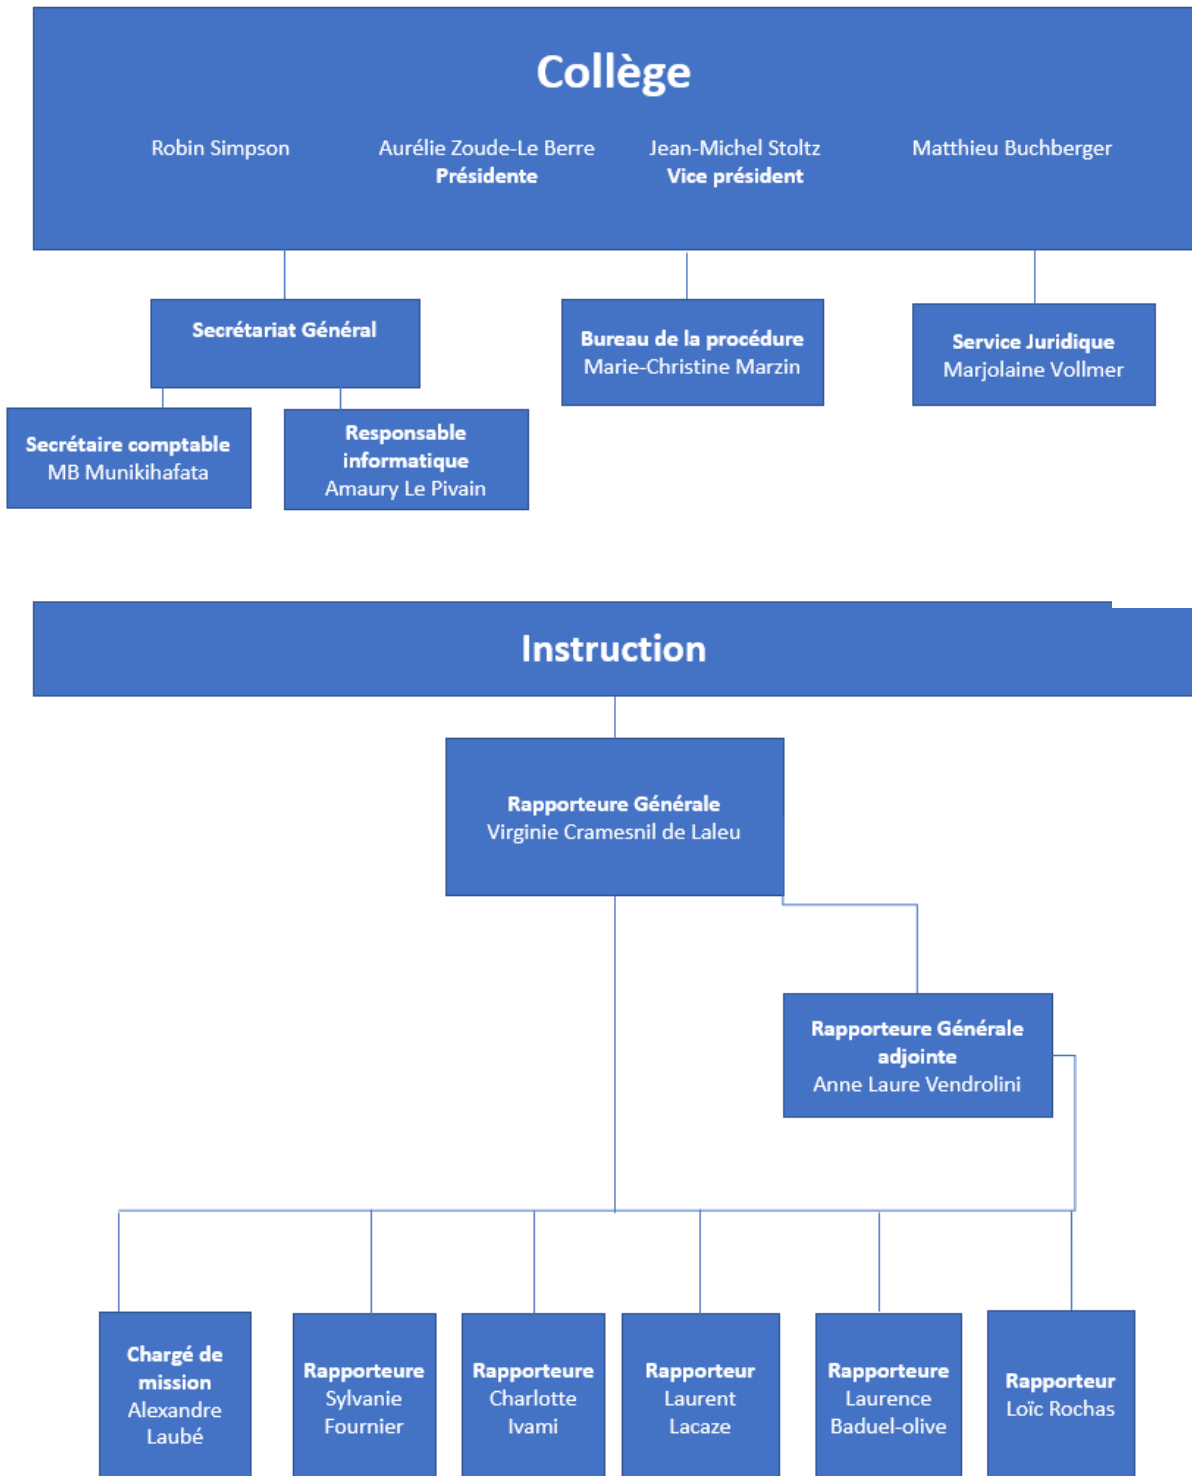 Collège
Robin Simpson
Aurélie Zoude-Le Berre
Présidente
Jean-Michel Stoltz
Vice président
Matthieu Buchberger
Secrétariat Général
Bureau de la procédure
Marie-Christine Marzin
Service Juridique
Marjolaine Vollmer
Secrétaire comptable
MB Munikihafata
Responsable
informatique
Amaury Le Pivain
Instruction
Rapporteure Générale
Virginie Cramesnil de Laleu
Rapporteure Générale
adjointe
Anne Laure Vendrolini
Chargé de
mission
Alexandre
Laubé
Rapporteure
Sylvanie
Fournier
Rapporteure
Charlotte
Ivami
Rapporteur
Laurent
Lacaze
Rapporteure
Laurence
Baduel-olive
Rapporteur
Loïc Rochas